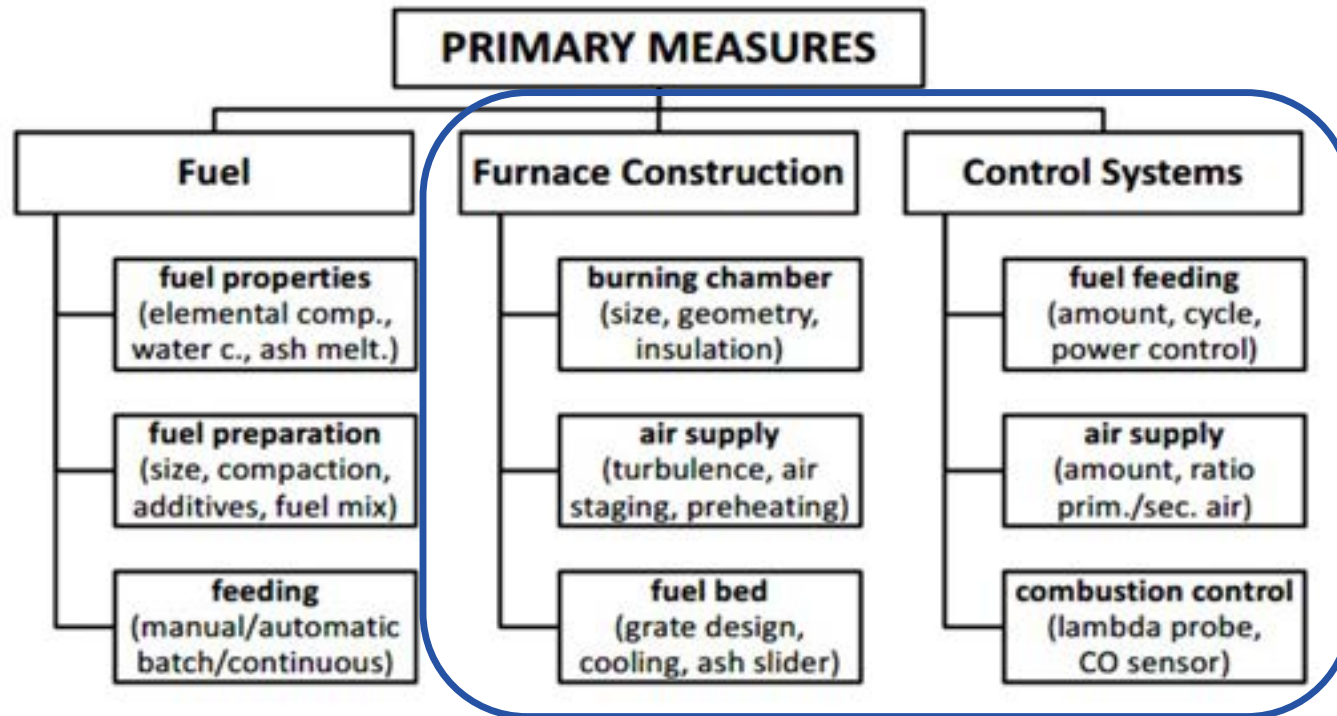 PRIMARY MEASURES
Fuel
fuel properties
(elemental comp.,
water c., ash melt.)
fuel preparation
(size, compaction,
additives, fuel mix)
feeding
(manual/automatic
batch/continuous)
Furnace Construction
burning chamber
(size, geometry,
insulation)
air supply
(turbulence, air
staging, preheating)
fuel bed
(grate design,
cooling, ash slider)
Control Systems
fuel feeding
(amount, cycle,
power control)
air supply
(amount, ratio
prim./sec. air)
combustion control
(lambda probe,
CO sensor)